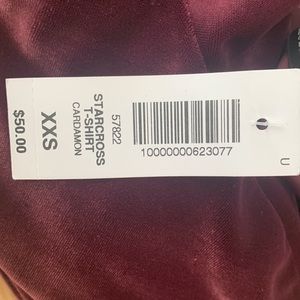 57822
STARCROSS
T-SHIRT
CARDAMON
XXS
$50.00
10000000623077
U